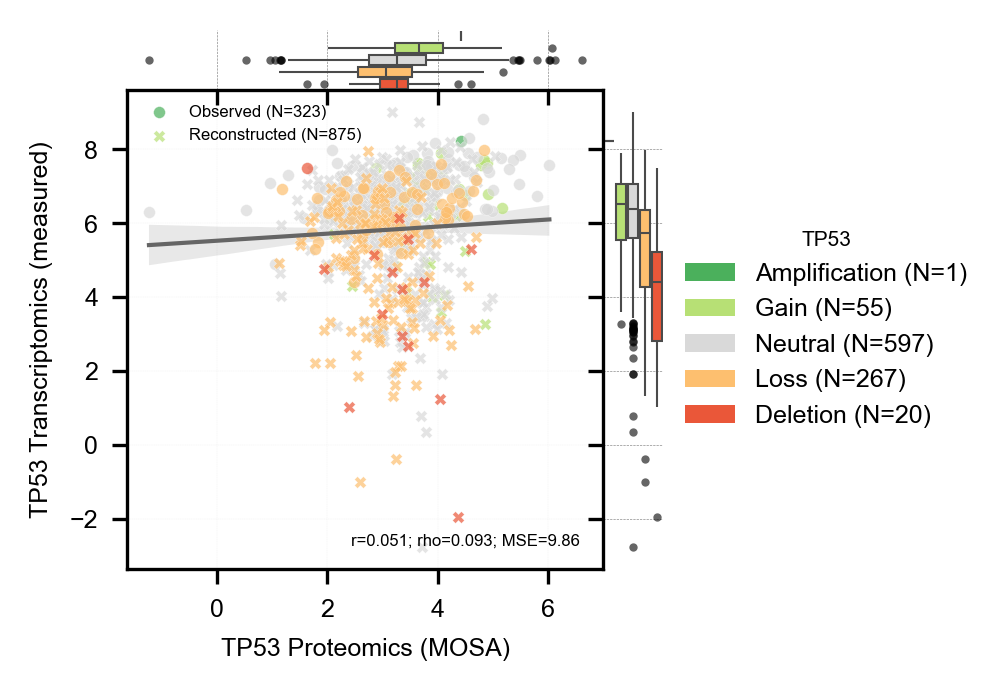 Observed (N=323)
Reconstructed (N=875)
8
6
4
2
0
−2
TP53 Transcriptomics (measured)
r=0.051; rho=0.093; MSE=9.86
0 2 4 6
TP53 Proteomics (MOSA)
TP53
Amplification (N=1)
Gain (N=55)
Neutral (N=597)
Loss (N=267)
Deletion (N=20)